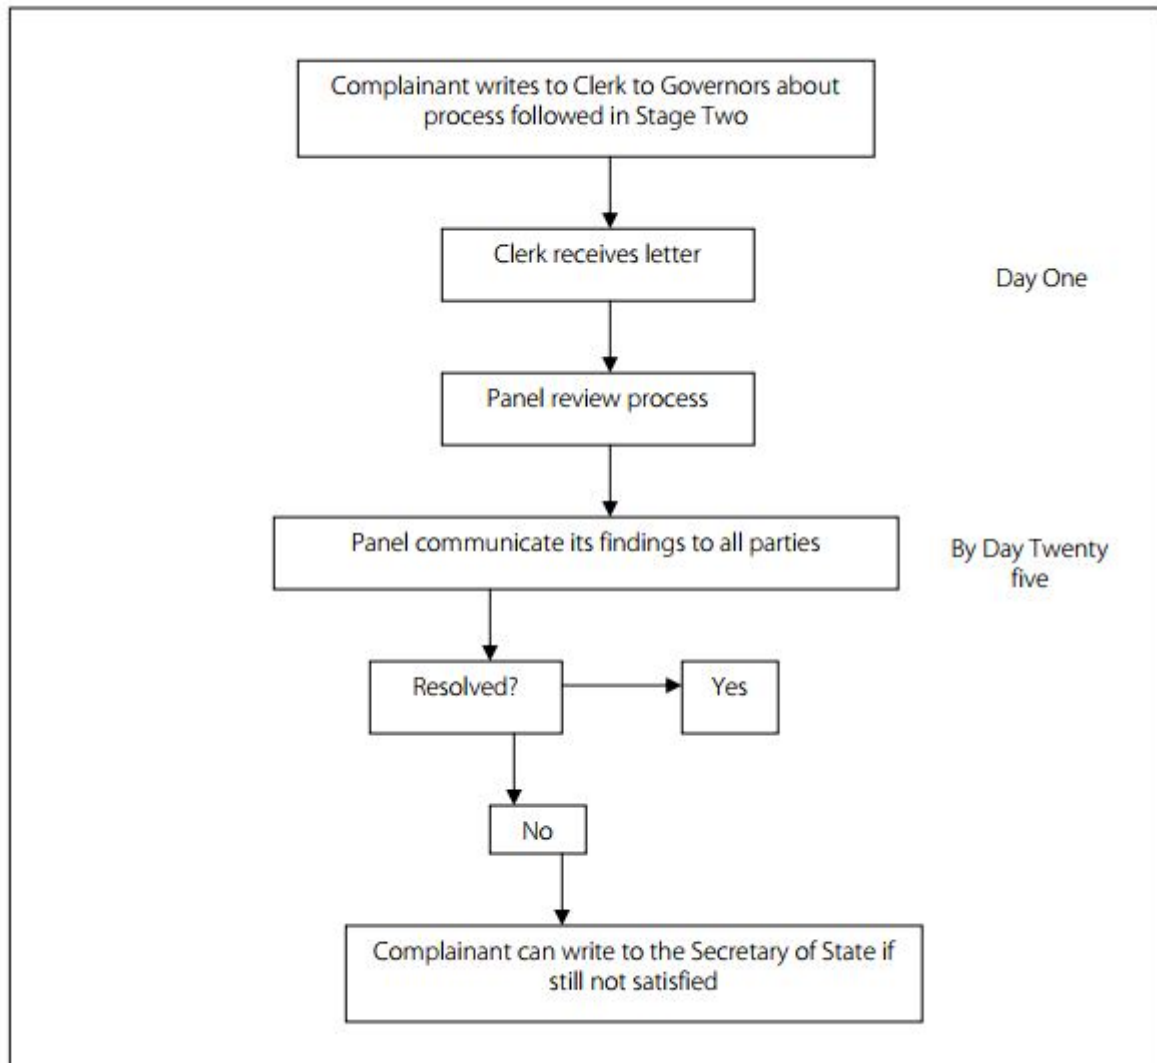 Complainant writes to Clerk to Governors about
process followed in Stage Two
Clerk receives letter
Day One
Panel review process
Panel communicate its findings to all parties
By Day Twenty
five
Resolved?
Yes
No
Complainant can write to the Secretary of State if
still not satisfied